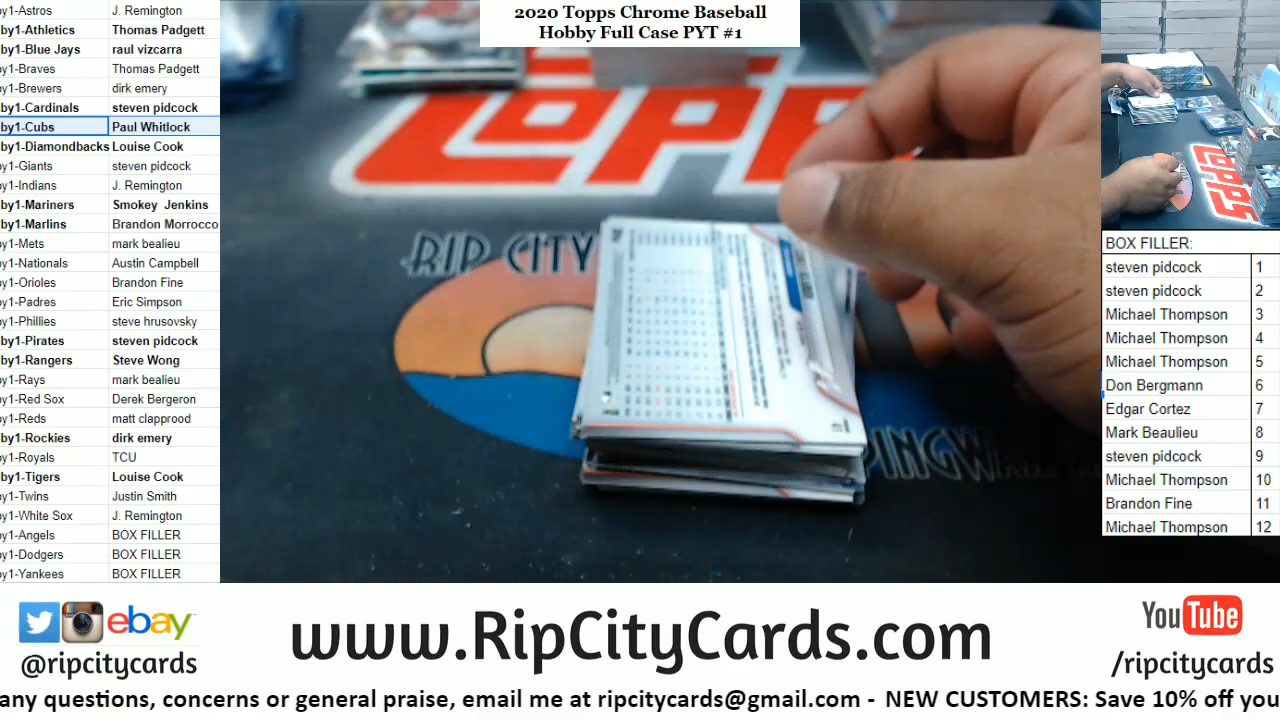 2020 Topps Chrome Baseball
Hobby Full Case PYT #1
by1-Astros J. Remington
by1-Athletics Thomas Padgett
by1-Blue Jays raul vizcarra
by1-Braves Thomas Padgett
by1-Brewers dirk emery
by1-Cardinals steven pidcock
by1-Cubs Paul Whitlock
by1-Diamondbacks Louise Cook
by1-Giants steven pidcock
by1-Indians J. Remington
by1-Mariners Smokey Jenkins
by1-Marlins Brandon Morrocco
by1-Mets mark bealieu
by1-Nationals Austin Campbell
by1-Orioles Brandon Fine
by1-Padres Eric Simpson
by1-Phillies steve hrusovsky
by1-Pirates steven pidcock
by1-Rangers Steve Wong
by1-Rays mark bealieu
by1-Red Sox Derek Bergeron
by1-Reds matt clapprood
by1-Rockies dirk emery
by1-Royals TCU
by1-Tigers Louise Cook
by1-Twins Justin Smith
by1-White Sox J. Remington
by1-Angels BOX FILLER
by1-Dodgers BOX FILLER
by1-Yankees BOX FILLER
TOPPS
RIP CITY
TOPPS
BOX FILLER:
steven pidcock 1
steven pidcock 2
Michael Thompson 3
Michael Thompson 4
Michael Thompson 5
Don Bergmann 6
Edgar Cortez 7
Mark Beaulieu 8
steven pidcock 9
Michael Thompson 10
Brandon Fine 11
Michael Thompson 12
ebay
@ripcitycards
www.RipCityCards.com
YouTube
/ripcitycards
any questions, concerns or general praise, email me at ripcitycards@gmail.com - NEW CUSTOMERS: Save 10% off you